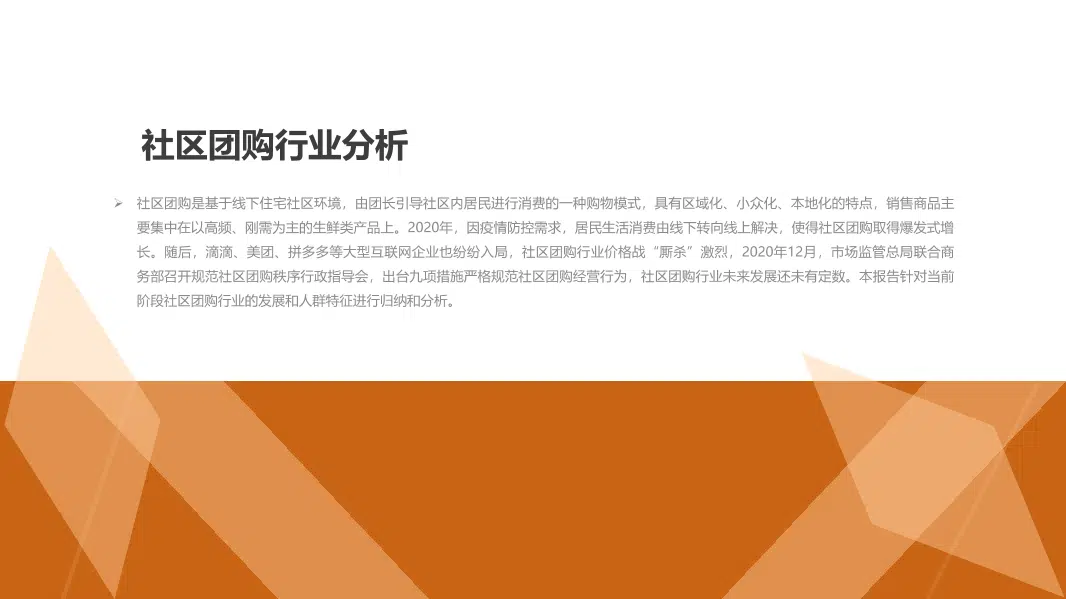 社区团购行业分析
社区团购是基于线下住宅社区环境，由团长引导社区内居民进行消费的一种购物模式，具有区域化、小众化、本地化的特点，销售商品主
要集中在以高频、刚需为主的生鲜类产品上。2020年，因疫情防控需求，居民生活消费由线下转向线上解决，使得社区团购取得爆发式增
长。随后，滴滴、美团、拼多多等大型互联网企业也纷纷入局，社区团购行业价格战“厮杀”激烈，2020年12月，市场监管总局联合商
务部召开规范社区团购秩序行政指导会，出台九项措施严格规范社区团购经营行为，社区团购行业未来发展还未有定数。本报告针对当前
阶段社区团购行业的发展和人群特征进行归纳和分析。